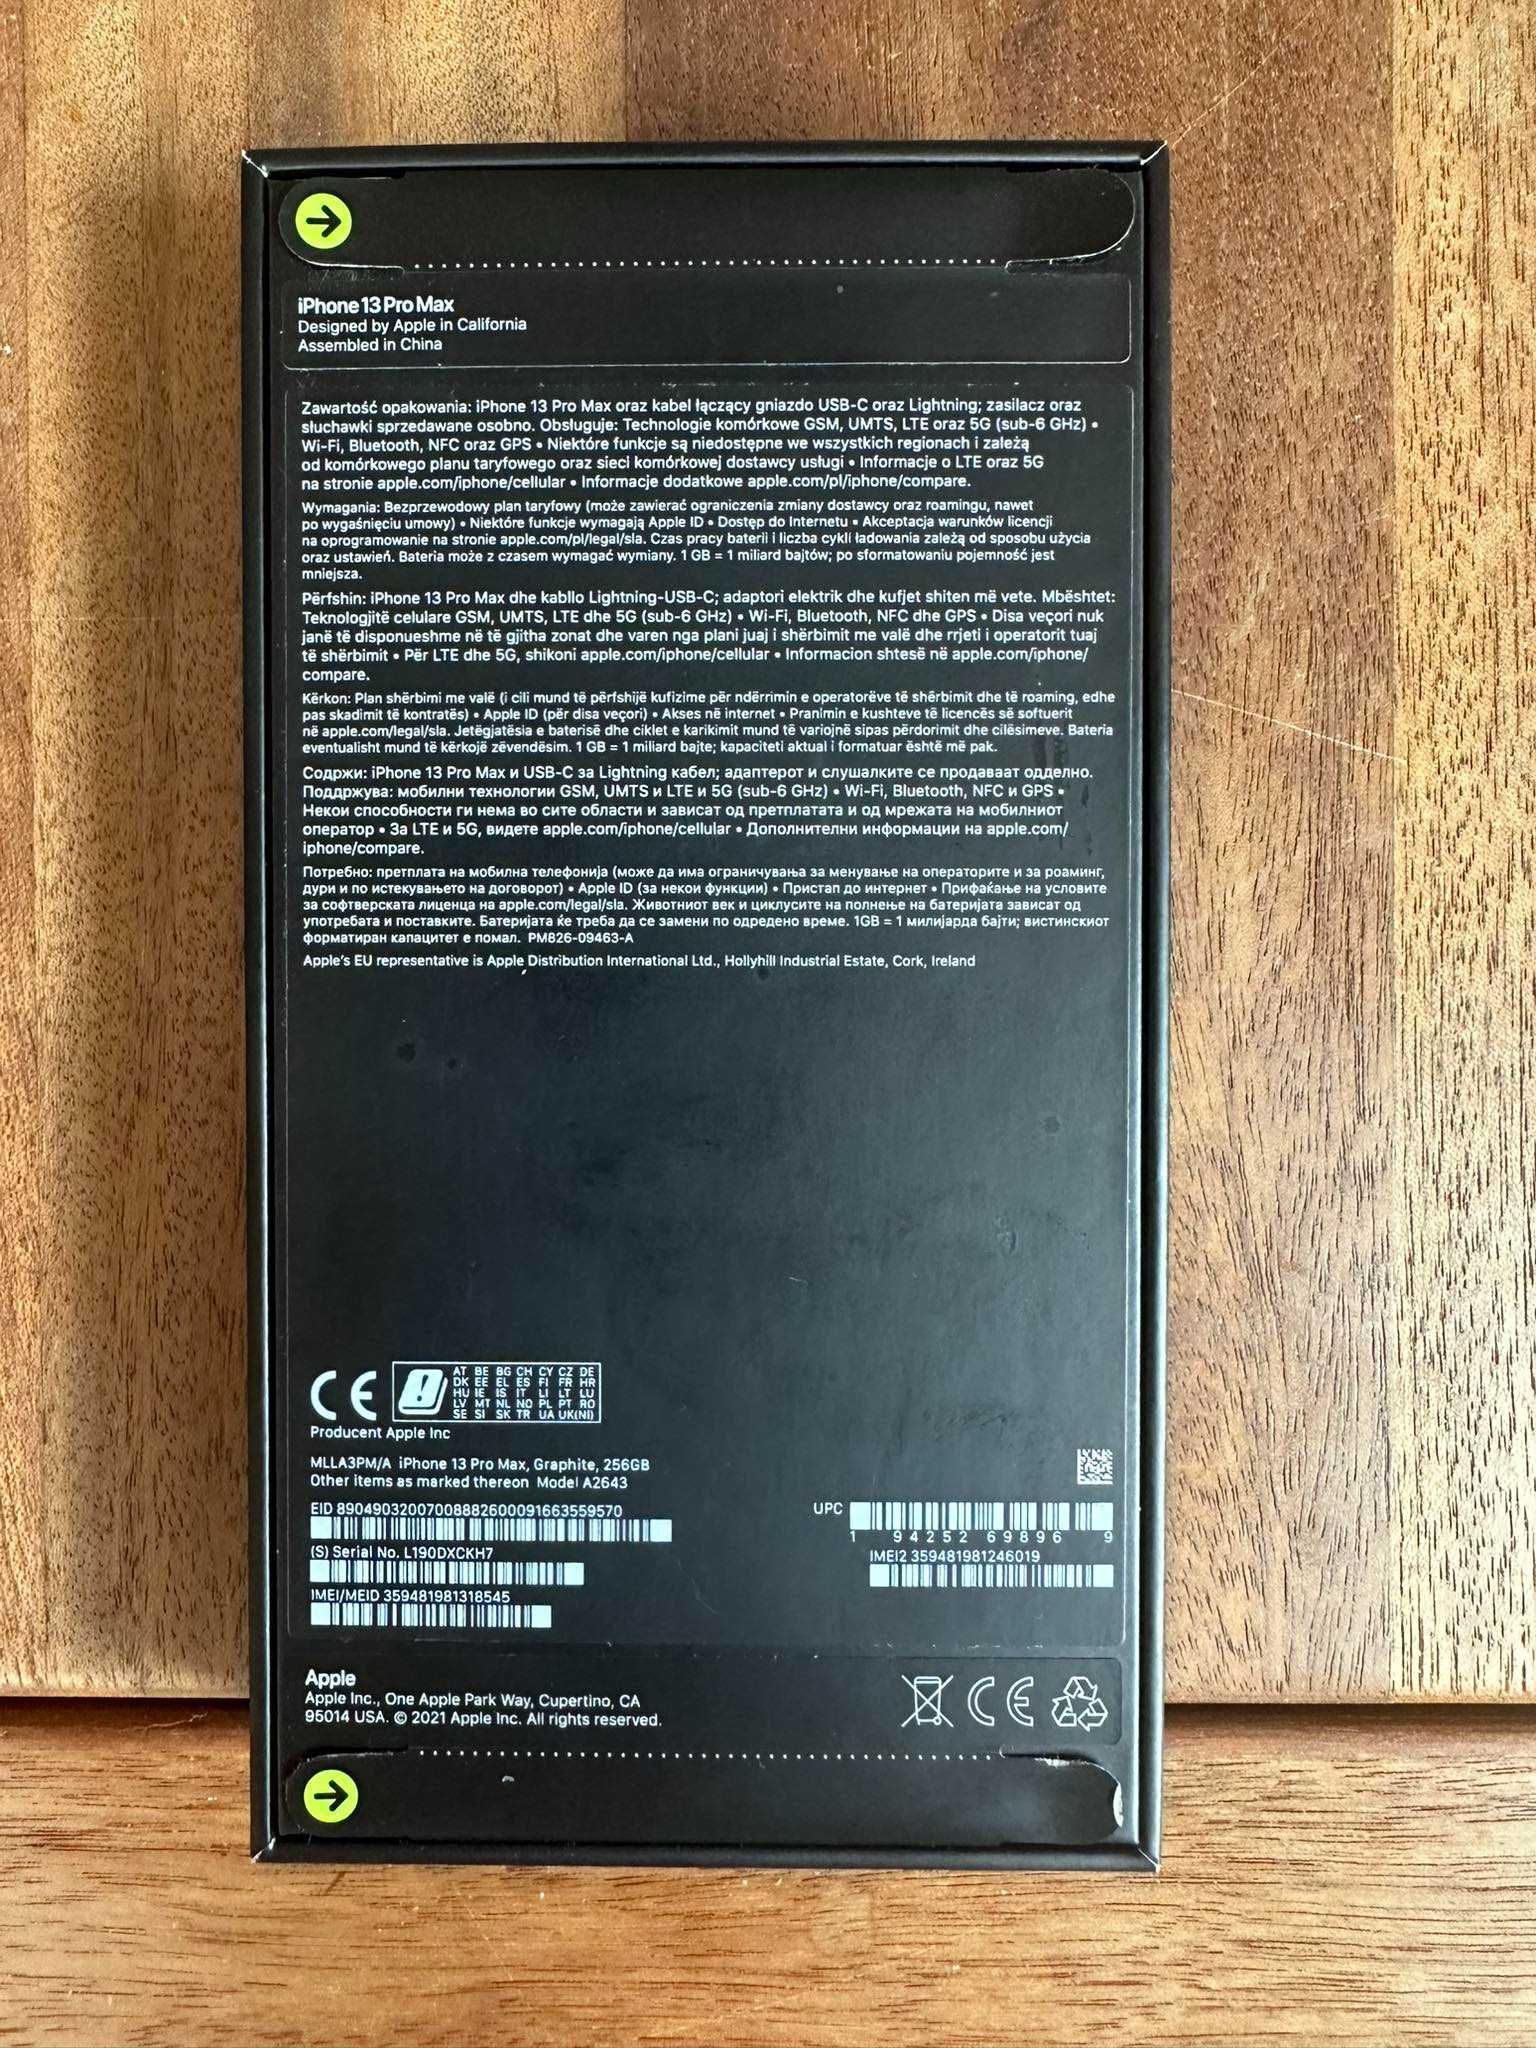 iPhone 13 Pro Max
Designed by Apple in California
Assembled in China
Zawartość opakowania: iPhone 13 Pro Max oraz kabel łączący gniazdo USB-C oraz Lightning; zasilacz oraz
słuchawki sprzedawane osobno. Obsługuje: Technologie komórkowe GSM, UMTS, LTE oraz 5G (sub-6 GHz) •
Wi-Fi, Bluetooth, NFC oraz GPS • Niektóre funkcje są niedostępne we wszystkich regionach i zależą
od komórkowego planu taryfowego oraz sieci komórkowej dostawcy usługi • Informacje o LTE oraz 5G
na stronie apple.com/iphone/cellular • Informacje dodatkowe apple.com/pl/iphone/compare.
Wymagania: Bezprzewodowy plan taryfowy (może zawierać ograniczenia zmiany dostawcy oraz roamingu, nawet
po wygaśnięciu umowy) • Niektóre funkcje wymagają Apple ID • Dostęp do Internetu • Akceptacja warunków licencji
na oprogramowanie na stronie apple.com/pl/legal/sla. Czas pracy baterii i liczba cykli ładowania zależą od sposobu użycia
oraz ustawień. Bateria może z czasem wymagać wymiany. 1 GB = 1 miliard bajtów; po sformatowaniu pojemność jest
mniejsza.
Përfshin: iPhone 13 Pro Max dhe kabllo Lightning-USB-C; adaptori elektrik dhe kufjet shiten më vete. Mbështet:
Teknologjitë celulare GSM, UMTS, LTE dhe 5G (sub-6 GHz) • Wi-Fi, Bluetooth, NFC dhe GPS • Disa veçori nuk
janë të disponueshme në të gjitha zonat dhe varen nga plani juaj i shërbimit me valë dhe rrjeti i operatorit tuaj
të shërbimit • Për LTE dhe 5G, shikoni apple.com/iphone/cellular • Informacion shtesë në apple.com/iphone/
compare.
Kërkon: Plan shërbimi me valë (i cili mund të përfshijë kufizime për ndërrimin e operatorëve të shërbimit dhe të roaming, edhe
pas skadimit të kontratës) • Apple ID (për disa veçori) • Akses në internet • Pranimin e kushteve të licencës së softuerit
në apple.com/legal/sla. Jetëgjatësia e baterisë dhe ciklet e karikimit mund të variojnë sipas përdorimit dhe cilësimeve. Bateria
eventualisht mund të kërkojë zëvendësim. 1 GB = 1 miliard bajte; kapaciteti aktual i formatuar është më pak.
Содржи: iPhone 13 Pro Max и USB-C за Lightning кабел; адаптерот и слушалките се продаваат одделно.
Поддржува: мобилни технологии GSM, UMTS и LTE и 5G (sub-6 GHz) • Wi-Fi, Bluetooth, NFC и GPS •
Некои способности ги нема во сите области и зависат од претплатата и од мрежата на мобилниот
оператор • За LTE и 5G, видете apple.com/iphone/cellular • Дополнителни информации на apple.com/
iphone/compare.
Потребно: претплата на мобилна телефонија (може да има ограничувања за менување на операторите и за роаминг,
дури и по истекувањето на договорот) • Apple ID (за некои функции) • Пристап до интернет • Прифаќање на условите
за софтверската лиценца на apple.com/legal/sla. Животниот век и циклусите на полнење на батеријата зависат од
употребата и поставките. Батеријата ќе треба да се замени по одредено време. 1GB = 1 милијарда бајти; вистинскиот
форматиран капацитет е помал. PM826-09463-A
Apple's EU representative is Apple Distribution International Ltd., Hollyhill Industrial Estate, Cork, Ireland
CE
AT BE BG CH CY CZ DE
DK EE EL ES FI FR HR
HU IE IS IT LI LT LU
LV MT NL NO PL PT RO
SE SI SK TR UA UK(NI)
Producent Apple Inc
MLLA3PM/A iPhone 13 Pro Max, Graphite, 256GB
Other items as marked thereon Model A2643
EID 89049032007008882600091663559570
UPC
1 94252 69896 9
(S) Serial No. L190DXCKH7
IMEI2 359481981246019
IMEI/MEID 359481981318545
Apple
Apple Inc., One Apple Park Way, Cupertino, CA
95014 USA. © 2021 Apple Inc. All rights reserved.
CE